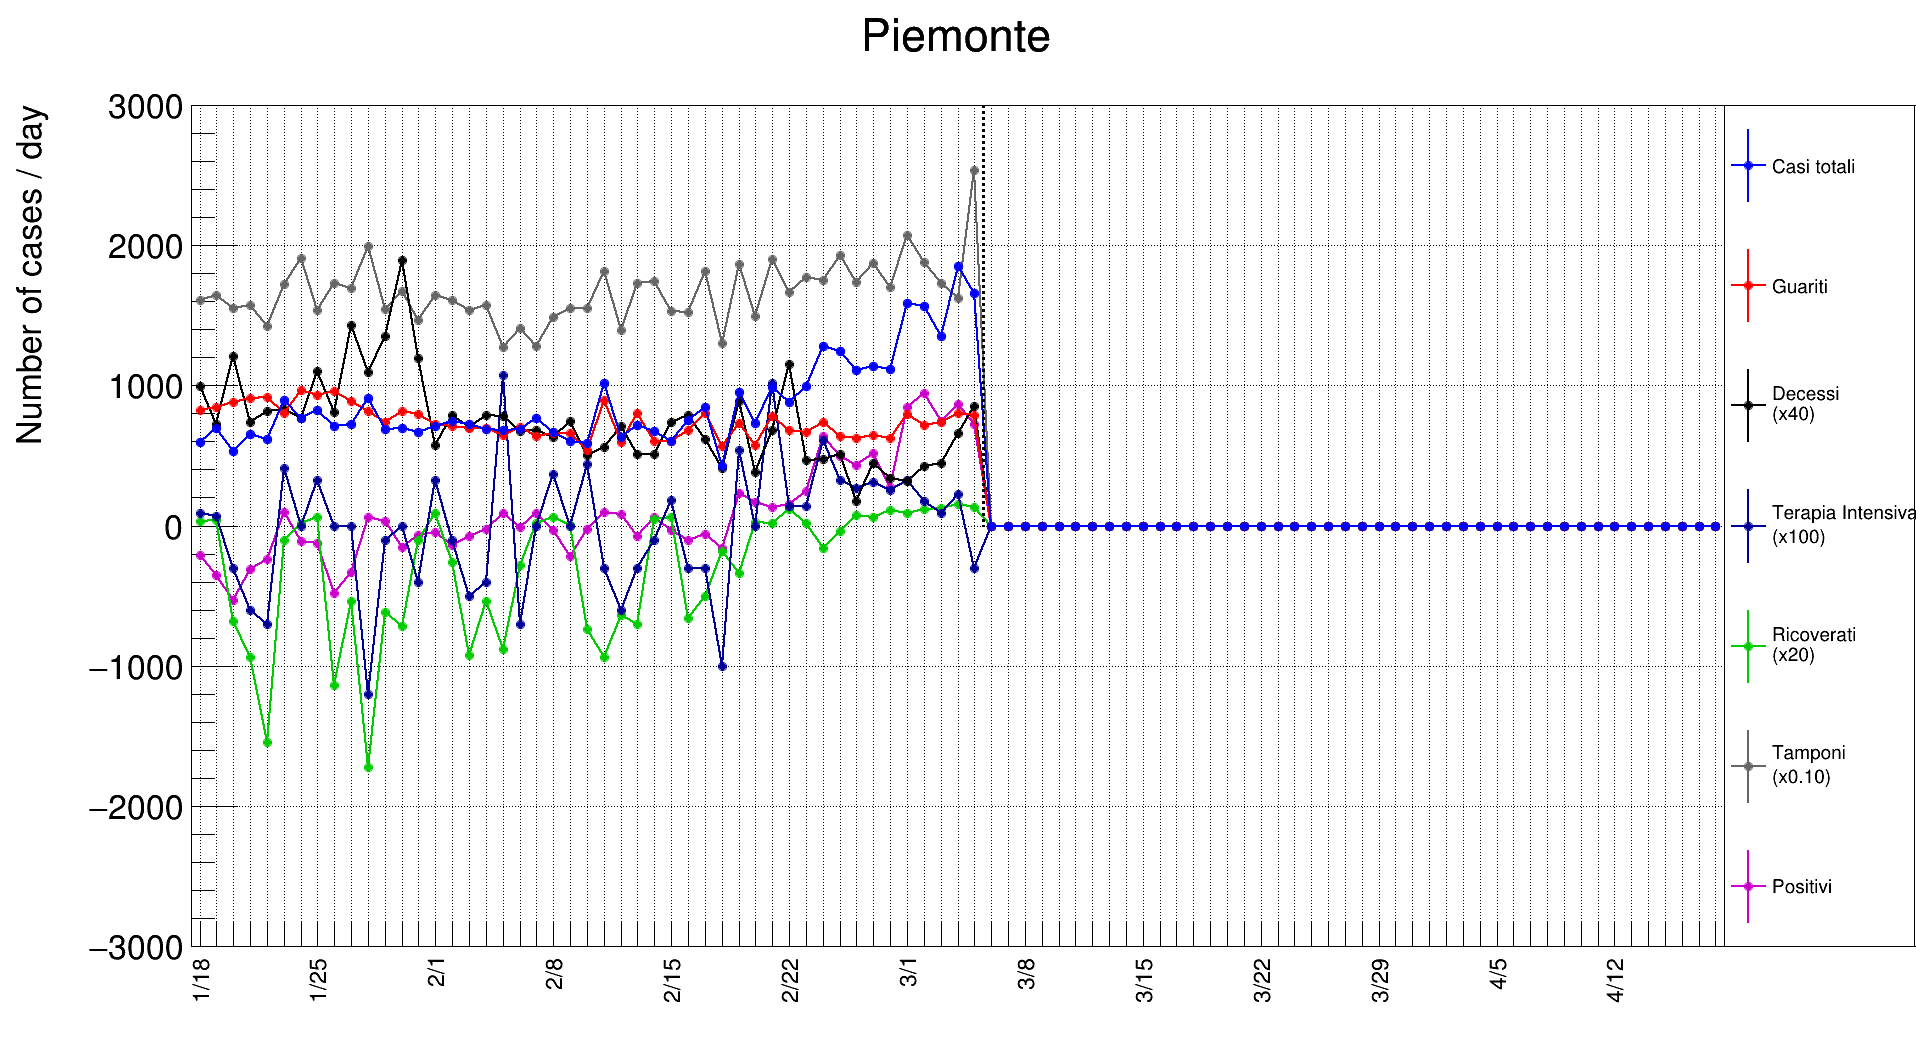 Piemonte
Number of cases / day
3000
2000
1000
0
−1000
−2000
−3000
1/18
1/25
2/1
2/8
2/15
2/22
3/1
3/8
3/15
3/22
3/29
4/5
4/12
Casi totali
Guariti
Decessi
(x40)
Terapia Intensiva
(x100)
Ricoverati
(x20)
Tamponi
(x0.10)
Positivi